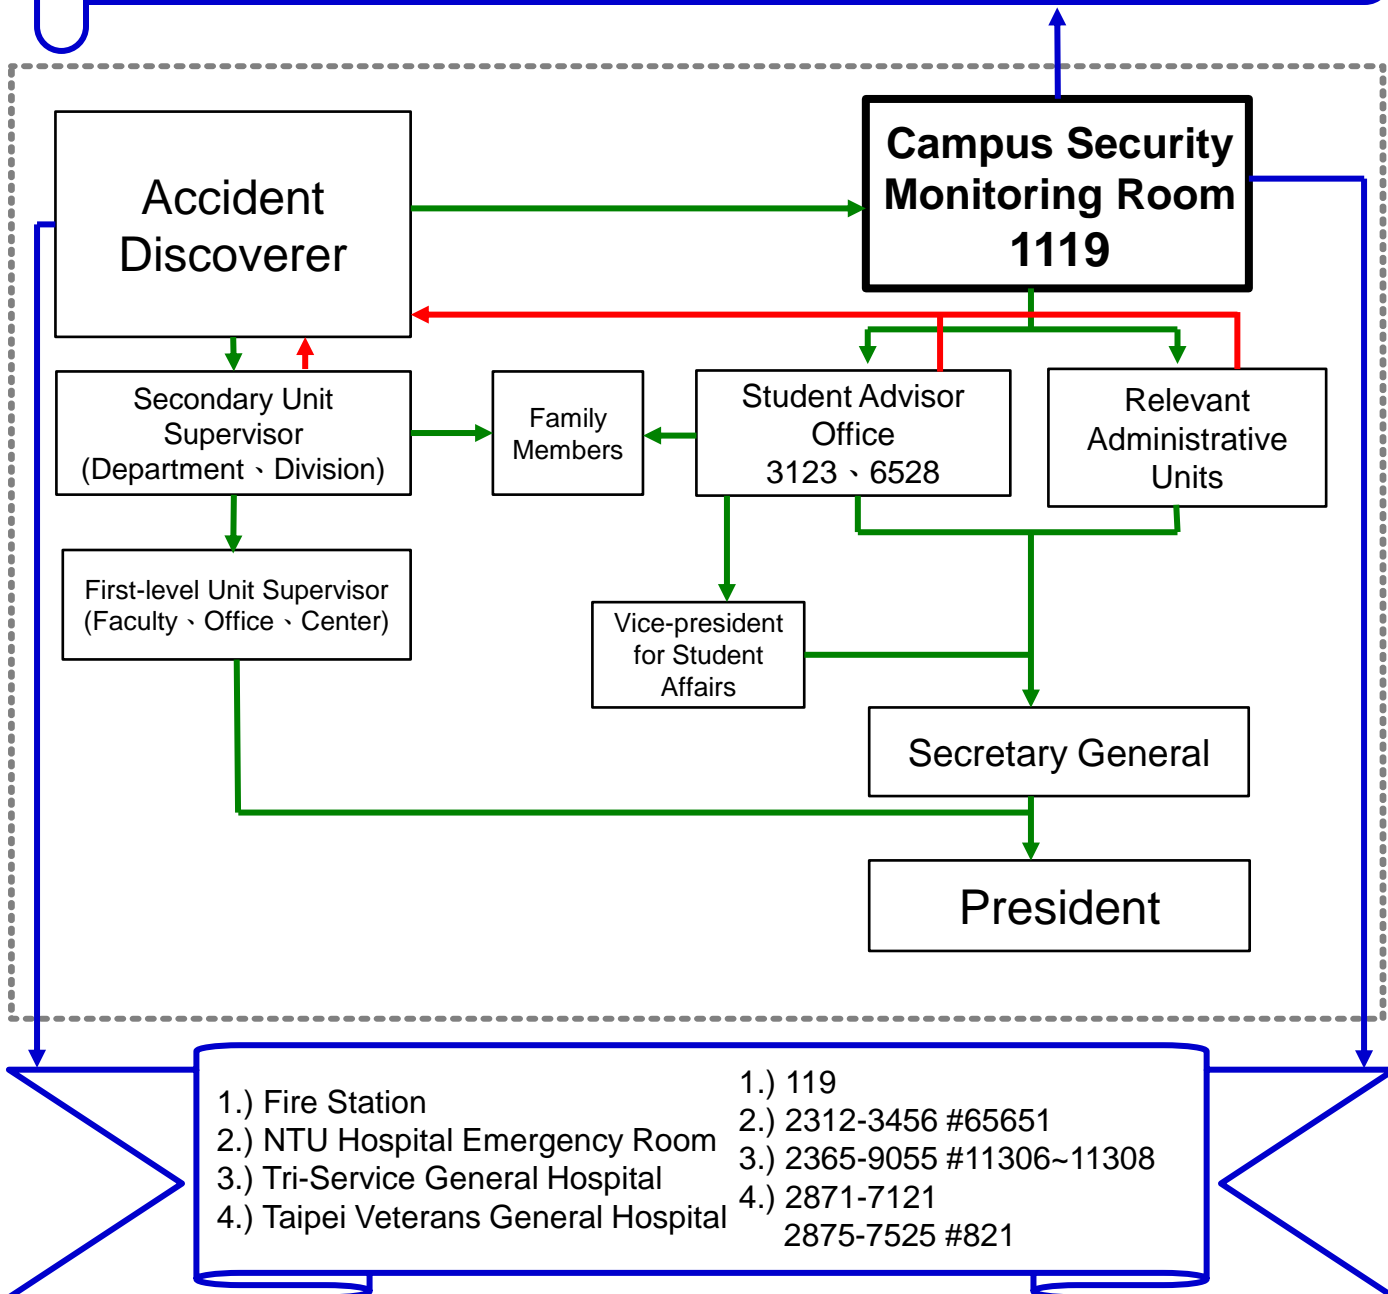 Accident
Discoverer
Campus Security
Monitoring Room
1119
Secondary Unit
Supervisor
(Department、Division)
Family
Members
Student Advisor
Office
3123、6528
Relevant
Administrative
Units
First-level Unit Supervisor
(Faculty、Office、Center)
Vice-president
for Student
Affairs
Secretary General
President
1.) Fire Station
2.) NTU Hospital Emergency Room
3.) Tri-Service General Hospital
4.) Taipei Veterans General Hospital
1.) 119
2.) 2312-3456 #65651
3.) 2365-9055 #11306~11308
4.) 2871-7121
2875-7525 #821